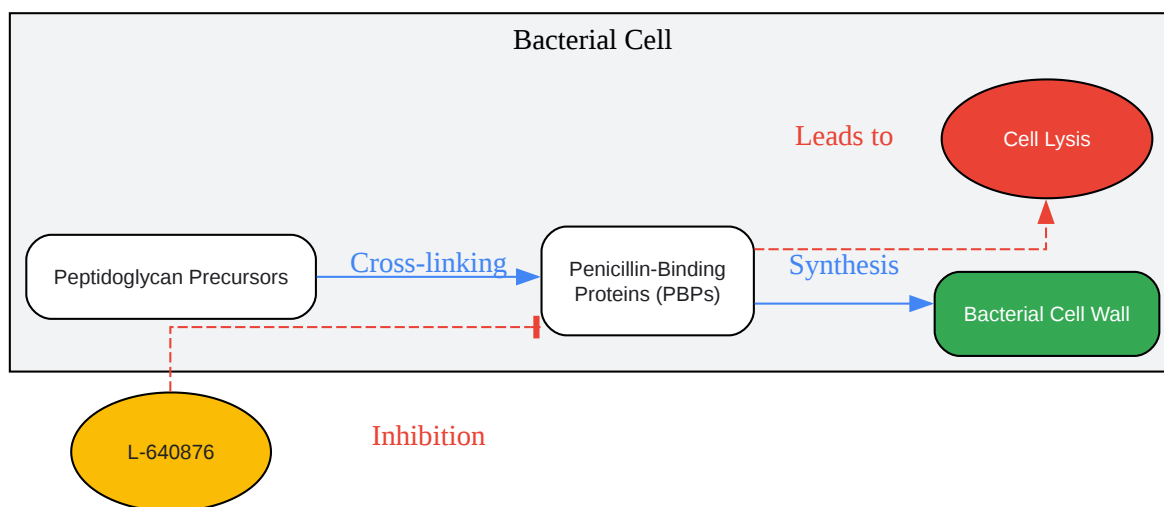 Bacterial Cell
Leads to
Cell Lysis
Peptidoglycan Precursors
Cross-linking
Penicillin-Binding
Proteins (PBPs)
Synthesis
Bacterial Cell Wall
L-640876
Inhibition